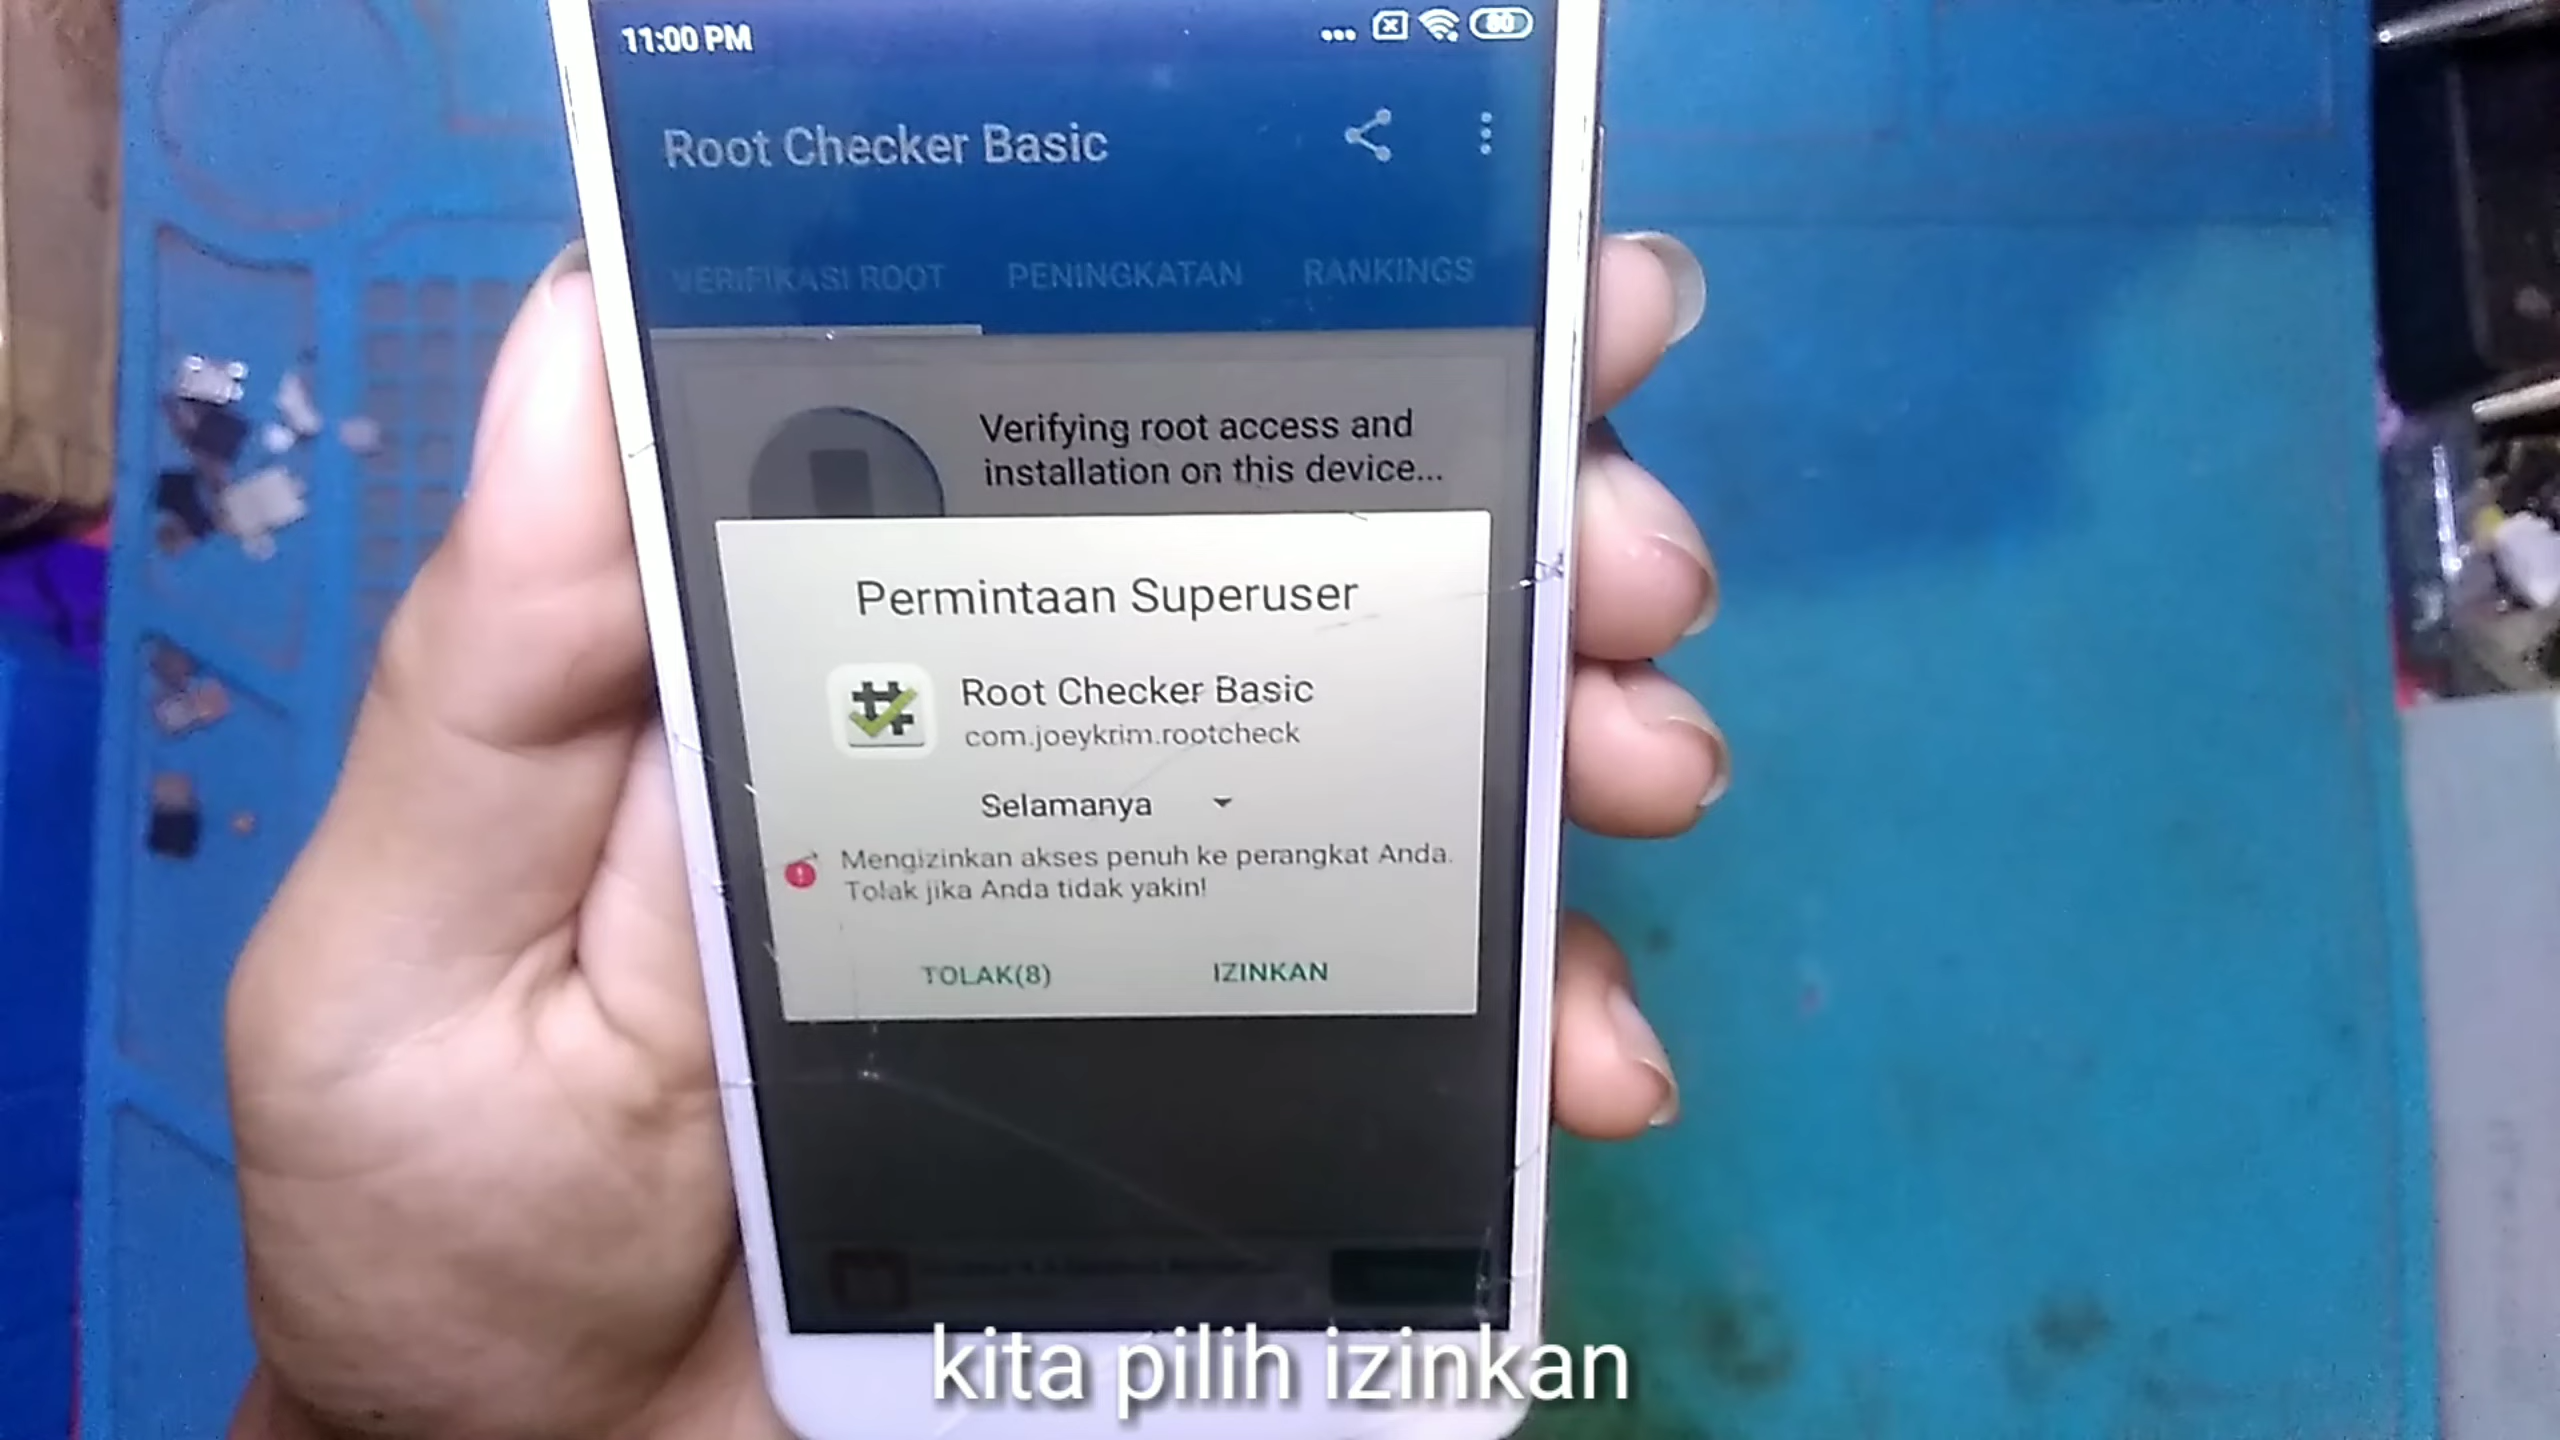 11:00 PM
80
Root Checker Basic
VERIFIKASI ROOT PENINGKATAN RANKINGS
Verifying root access and
installation on this device...
Permintaan Superuser
Root Checker Basic
com.joeykrim.rootcheck
Selamanya
Mengizinkan akses penuh ke perangkat Anda.
Tolak jika Anda tidak yakin!
TOLAK(8) IZINKAN
kita pilih izinkan